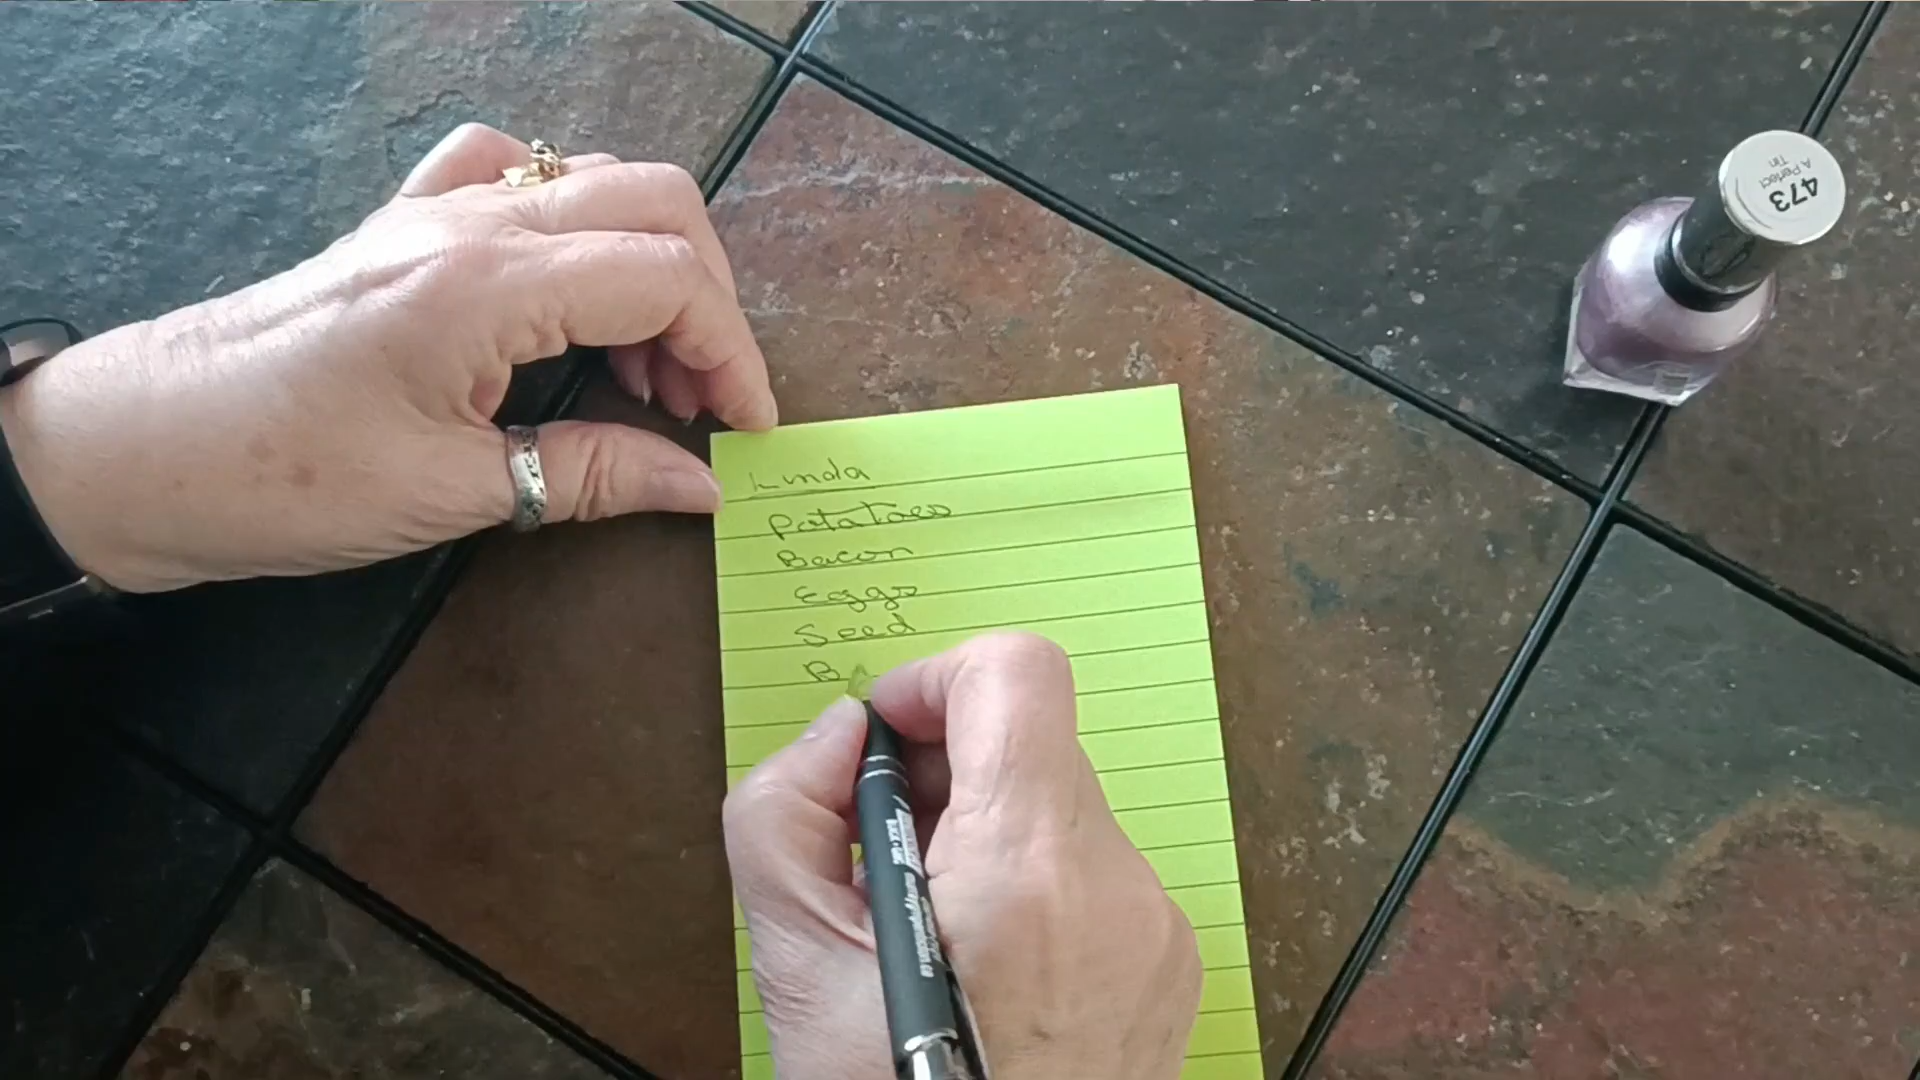 Linda
Potatoes
Bacon
Eggs
Seed
B
473
A Perfect
Tin